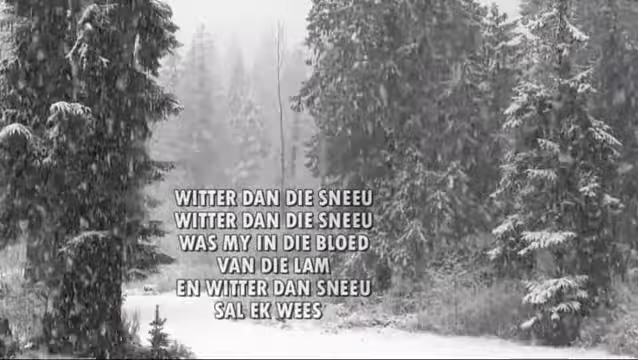 WITTER DAN DIE SNEEU
WITTER DAN DIE SNEEU
WAS MY IN DIE BLOED
VAN DIE LAM
EN WITTER DAN SNEEU
SAL EK WEES